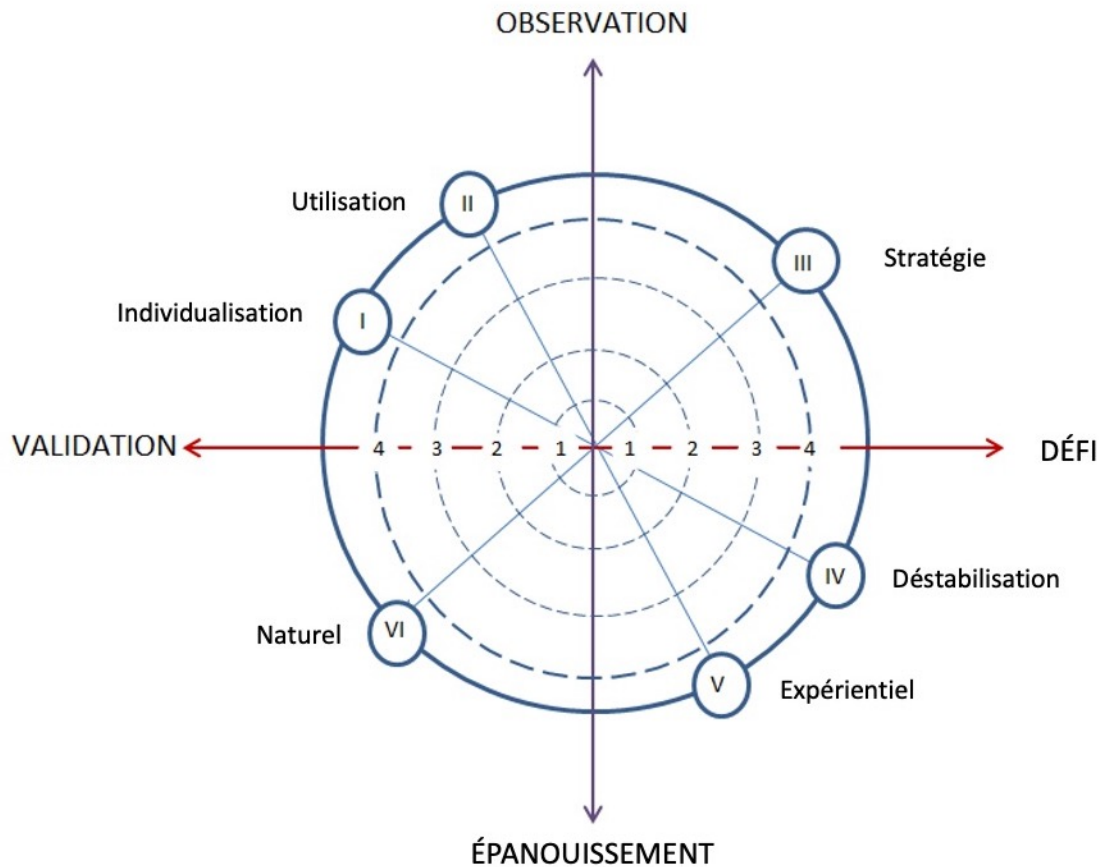 OBSERVATION
Utilisation
II
III
Stratégie
Individualisation
I
VALIDATION
4 3 2 1 1 2 3 4
DÉFI
IV
Déstabilisation
Naturel
VI
V
Expérientiel
ÉPANOUISSEMENT